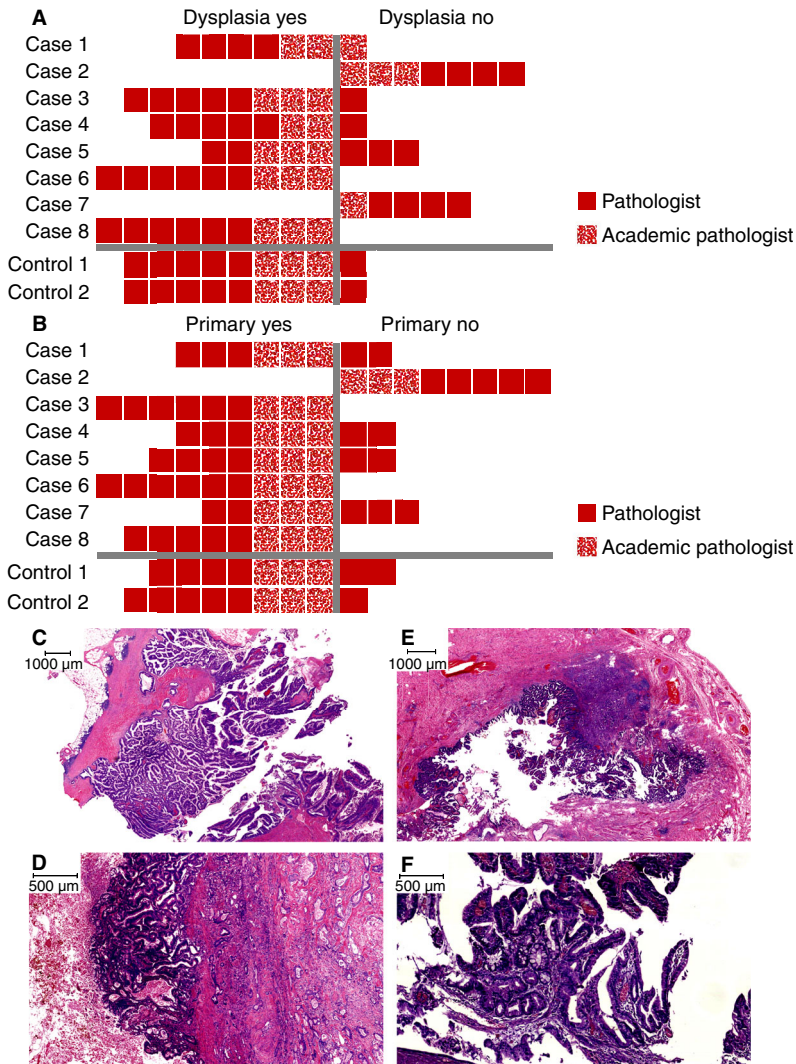 A Dysplasia yes Dysplasia no
Case 1
Case 2
Case 3
Case 4
Case 5
Case 6
Case 7
Case 8
Control 1
Control 2
Pathologist
Academic pathologist
B Primary yes Primary no
Case 1
Case 2
Case 3
Case 4
Case 5
Case 6
Case 7
Case 8
Control 1
Control 2
Pathologist
Academic pathologist
C
1000 µm
E
1000 µm
D
500 µm
F
500 µm